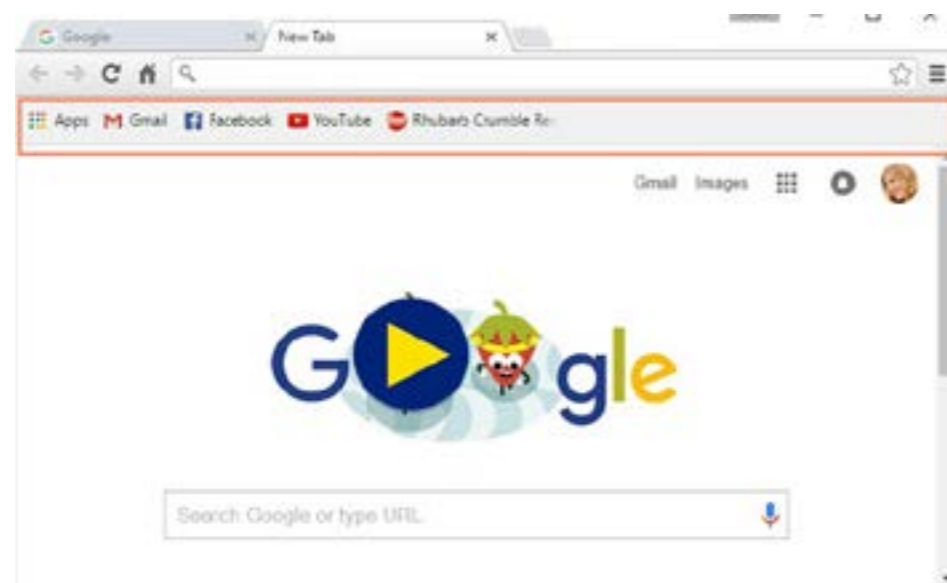 Google New Tab
Apps Gmail Facebook YouTube Rhubarb Crumble Re
Gmail Images
Google
Search Google or type URL